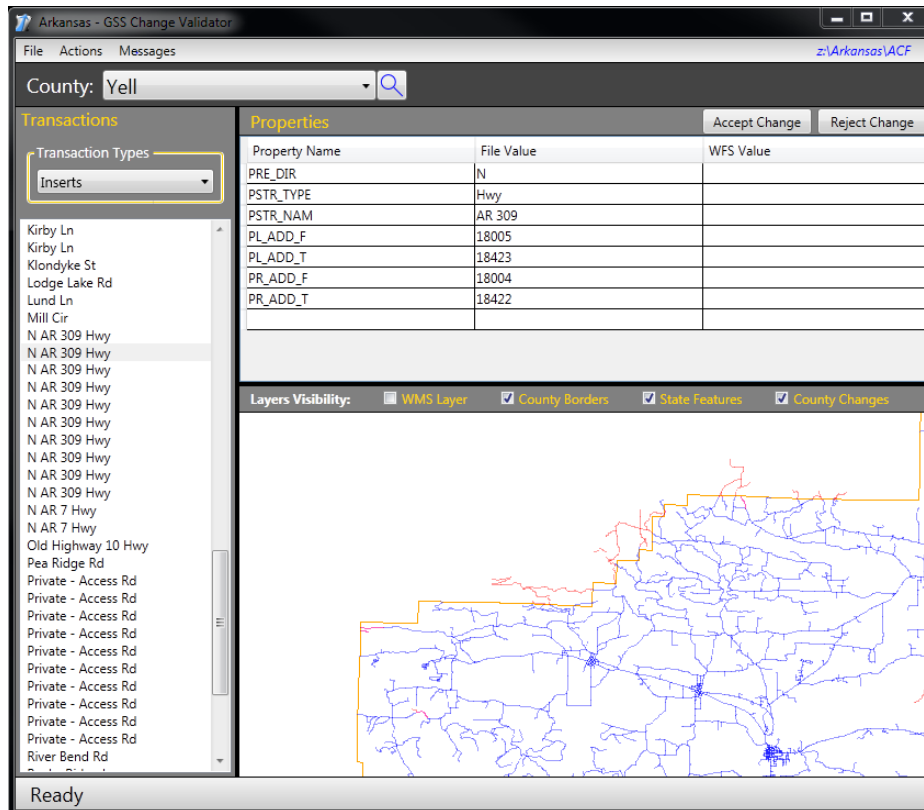 Arkansas - GSS Change Validator
File Actions Messages z:\Arkansas\ACF
County: Yell
Transactions
Transaction Types
Inserts
Kirby Ln
Kirby Ln
Klondyke St
Lodge Lake Rd
Lund Ln
Mill Cir
N AR 309 Hwy
N AR 309 Hwy
N AR 309 Hwy
N AR 309 Hwy
N AR 309 Hwy
N AR 309 Hwy
N AR 309 Hwy
N AR 309 Hwy
N AR 309 Hwy
N AR 309 Hwy
N AR 7 Hwy
N AR 7 Hwy
Old Highway 10 Hwy
Pea Ridge Rd
Private - Access Rd
Private - Access Rd
Private - Access Rd
Private - Access Rd
Private - Access Rd
Private - Access Rd
Private - Access Rd
Private - Access Rd
Private - Access Rd
Private - Access Rd
River Bend Rd
Properties Accept Change Reject Change
Property Name File Value WFS Value
PRE_DIR N
PSTR_TYPE Hwy
PSTR_NAM AR 309
PL_ADD_F 18005
PL_ADD_T 18423
PR_ADD_F 18004
PR_ADD_T 18422
Layers Visibility: WMS Layer County Borders State Features County Changes
Ready